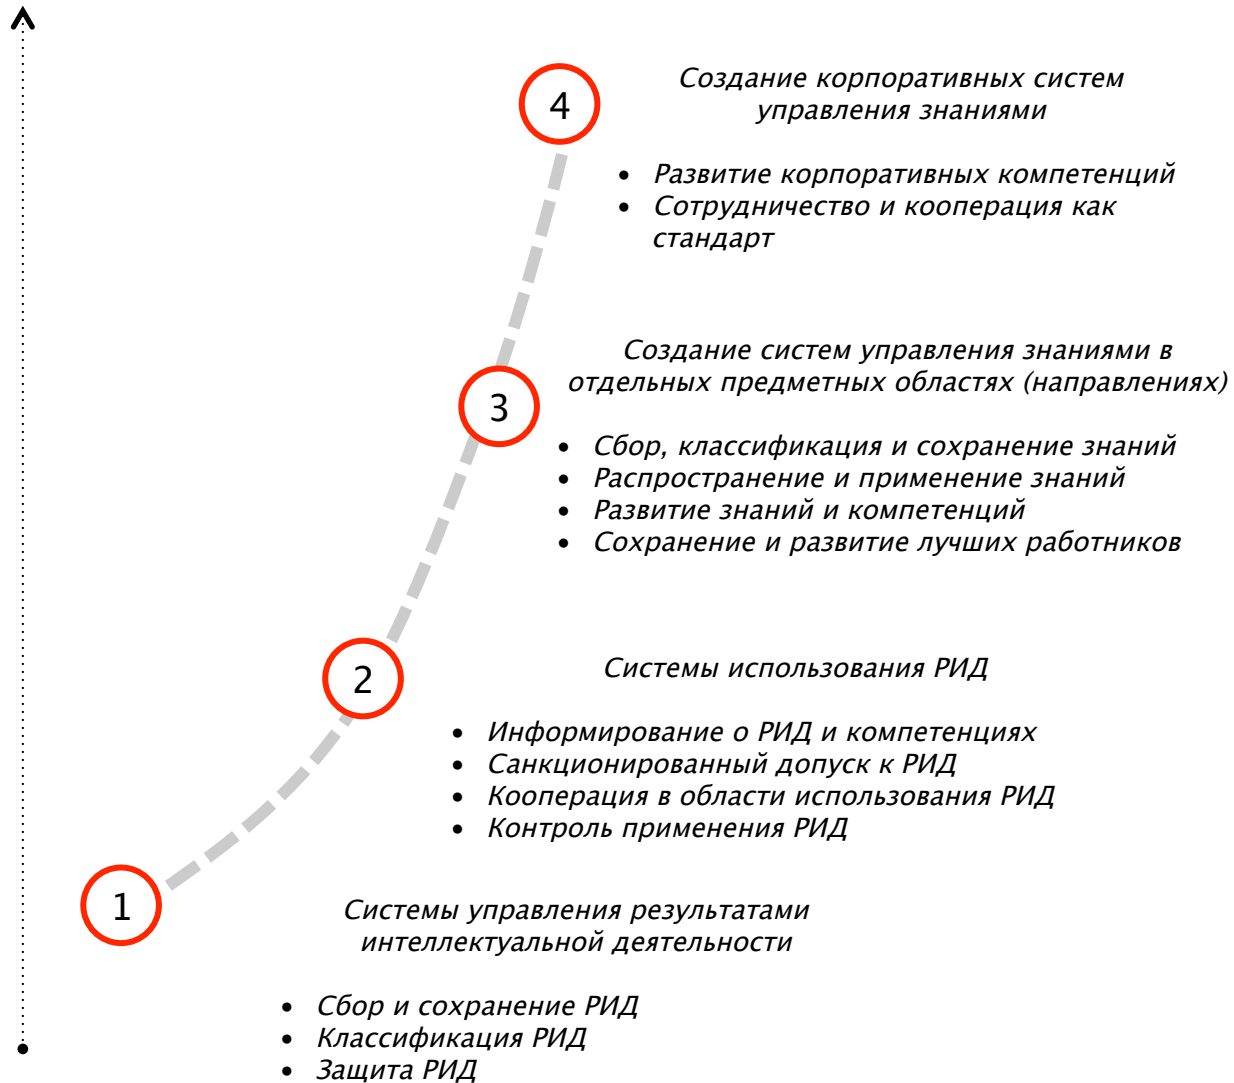 4
Создание корпоративных систем
управления знаниями
• Развитие корпоративных компетенций
• Сотрудничество и кооперация как
стандарт
3
Создание систем управления знаниями в
отдельных предметных областях (направлениях)
• Сбор, классификация и сохранение знаний
• Распространение и применение знаний
• Развитие знаний и компетенций
• Сохранение и развитие лучших работников
2
Системы использования РИД
• Информирование о РИД и компетенциях
• Санкционированный допуск к РИД
• Кооперация в области использования РИД
• Контроль применения РИД
1
Системы управления результатами
интеллектуальной деятельности
• Сбор и сохранение РИД
• Классификация РИД
• Защита РИД